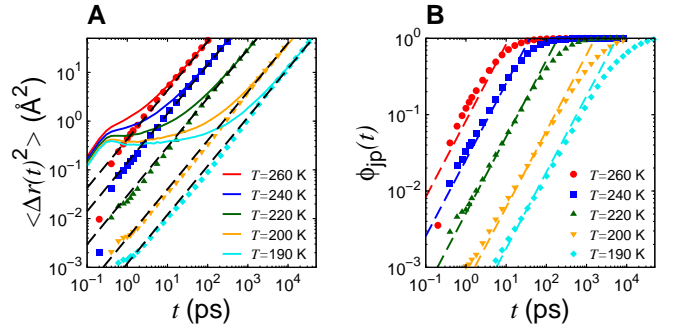 A
<Δr(t)²> (Å²)
10¹
10⁰
10⁻¹
10⁻²
10⁻³
T=260 K
T=240 K
T=220 K
T=200 K
T=190 K
10⁻¹ 10⁰ 10¹ 10² 10³ 10⁴
t (ps)
B
ϕjp(t)
10⁰
10⁻¹
10⁻²
10⁻³
T=260 K
T=240 K
T=220 K
T=200 K
T=190 K
10⁻¹ 10⁰ 10¹ 10² 10³ 10⁴
t (ps)